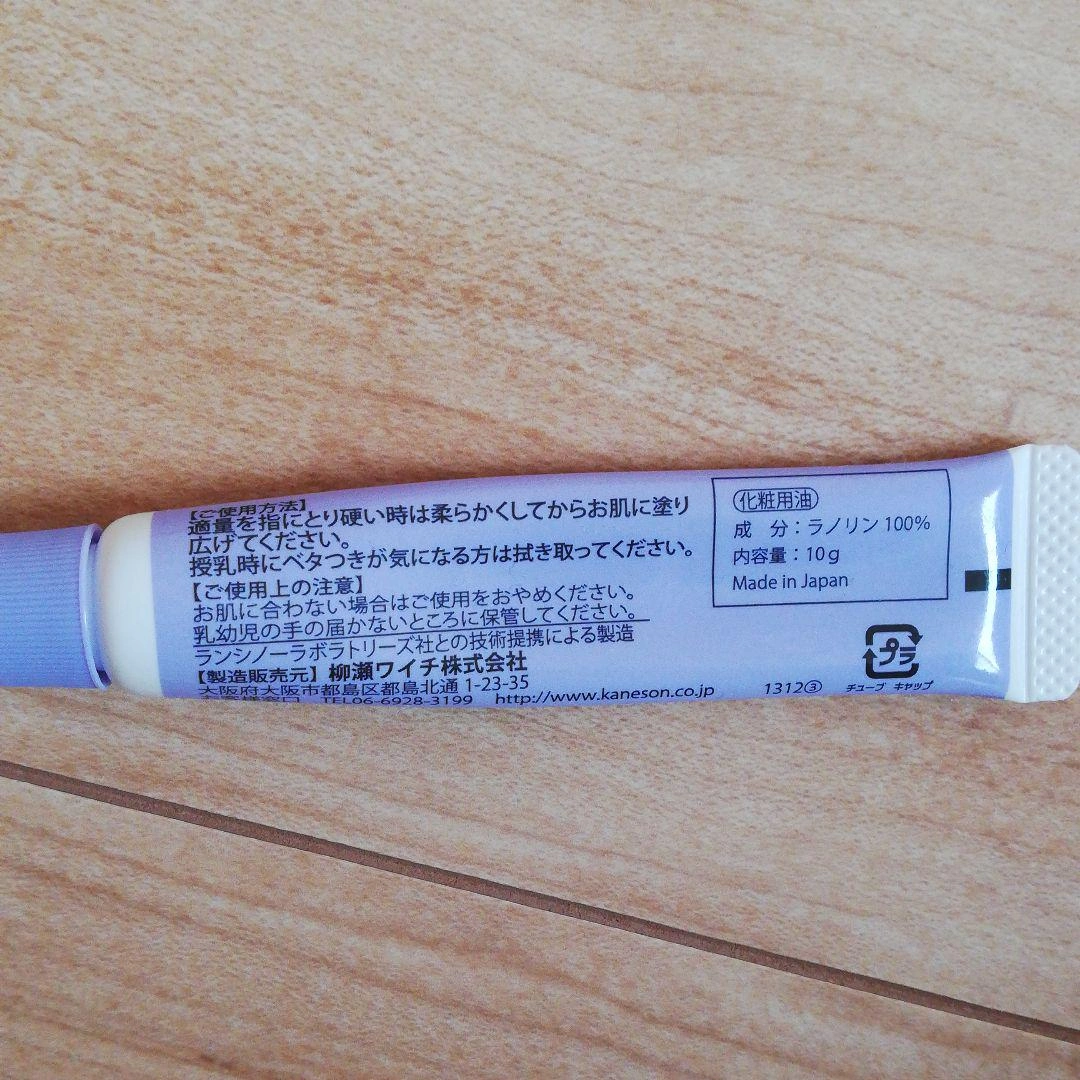 【ご使用方法】
適量を指にとり硬い時は柔らかくしてからお肌に塗り
広げてください。
授乳時にベタつきが気になる方は拭き取ってください。
【ご使用上の注意】
お肌に合わない場合はご使用をおやめください。
乳幼児の手の届かないところに保管してください。
ランシノーラボラトリーズ社との技術提携による製造
【製造販売元】柳瀬ワイチ株式会社
大阪府大阪市都島区都島北通1-23-35
TEL06-6928-3199 http://www.kaneson.co.jp
化粧用油
成 分：ラノリン100%
内容量：10g
Made in Japan
プラ
1312③ チューブ キャップ